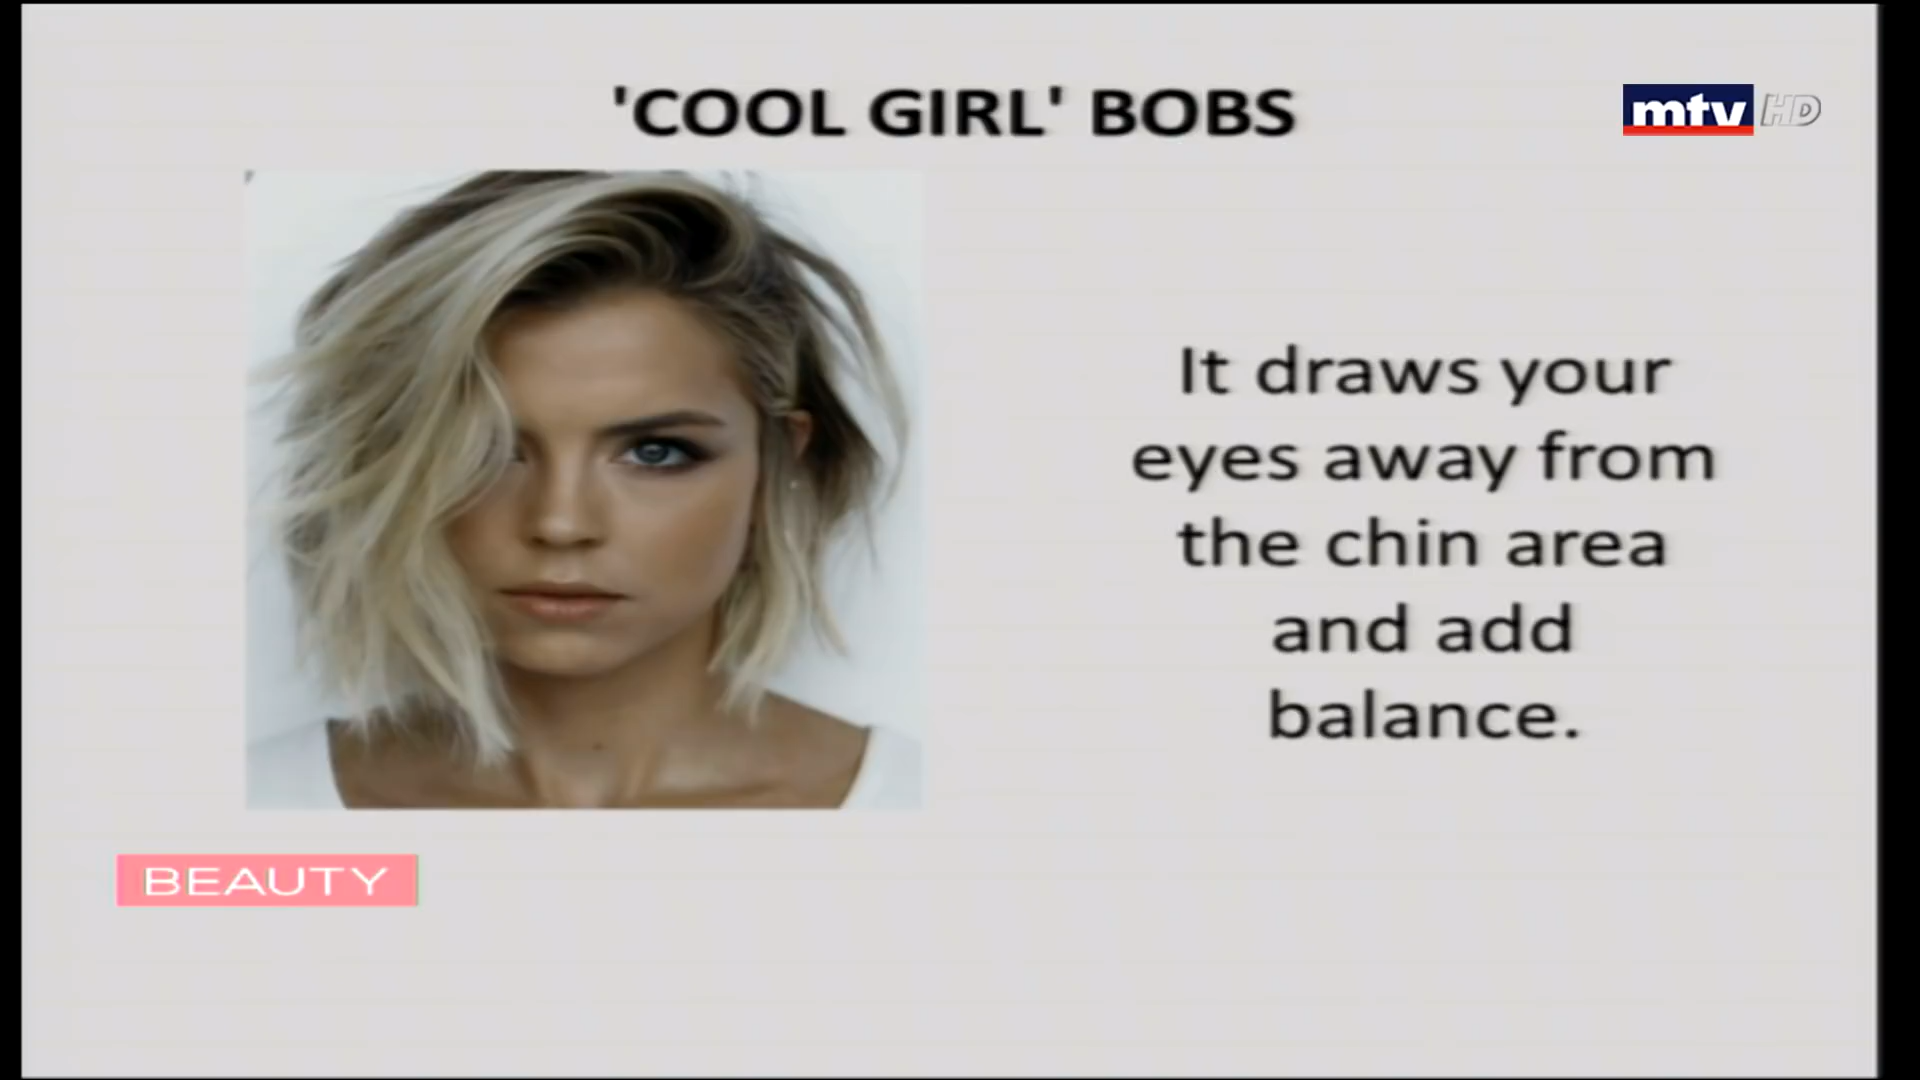 'COOL GIRL' BOBS
mtv HD
It draws your
eyes away from
the chin area
and add
balance.
BEAUTY